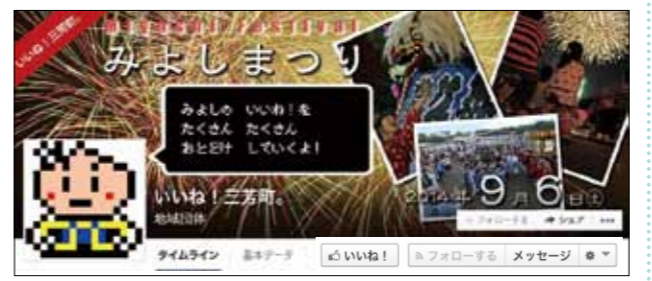 いいね！三芳町。
MIYOSHI FESTIVAL
みよしまつり
みよしの いいね！を
たくさん たくさん
おとどけ していくよ！
2014年9月6日(土)
いいね！三芳町。
地域団体
フォローする シェア
タイムライン 基本データ いいね！ フォローする メッセージ